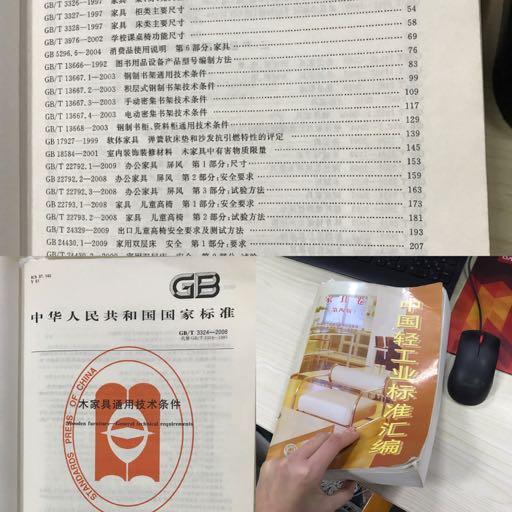 GB/T 3327—1997 家具 柜类主要尺寸 54
GB/T 3328—1997 家具 床类主要尺寸 58
GB/T 3976—2002 学校课桌椅功能尺寸 69
GB 5296.6—2004 消费品使用说明 第6部分:家具 76
GB/T 13666—1992 图书用品设备产品型号编制方法 83
GB/T 13667.1—2003 钢制书架通用技术条件 90
GB/T 13667.2—2003 积层式钢制书架技术条件 99
GB/T 13667.3—2003 手动密集书架技术条件 109
GB/T 13667.4—2003 电动密集书架技术条件 117
GB/T 13668—2003 钢制书柜、资料柜通用技术条件 129
GB 17927—1999 软体家具 弹簧软床垫和沙发抗引燃特性的评定 139
GB 18584—2001 室内装饰装修材料 木家具中有害物质限量 145
GB/T 22792.1—2009 办公家具 屏风 第1部分:尺寸 153
GB 22792.2—2008 办公家具 屏风 第2部分:安全要求 159
GB/T 22792.3—2008 办公家具 屏风 第3部分:试验方法 163
GB 22793.1—2008 家具 儿童高椅 第1部分:安全要求 173
GB/T 22793.2—2008 家具 儿童高椅 第2部分:试验方法 181
GB/T 24329—2009 出口儿童高椅安全要求及测试方法 193
GB 24430.1—2009 家用双层床 安全 第1部分:要求 207
GB
中华人民共和国国家标准
GB/T 3324—2008
代替 GB/T 3324—1995
STANDARDS PRESS OF CHINA
木家具通用技术条件
Wooden furniture—General technical requirements
中国轻工业标准汇编
家具卷